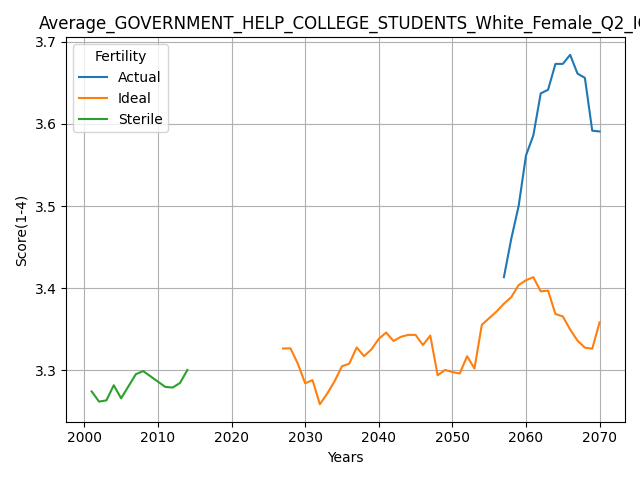 Average_GOVERNMENT_HELP_COLLEGE_STUDENTS_White_Female_Q2_
Fertility
Actual
Ideal
Sterile
Score(1-4)
3.7
3.6
3.5
3.4
3.3
2000 2010 2020 2030 2040 2050 2060 2070
Years